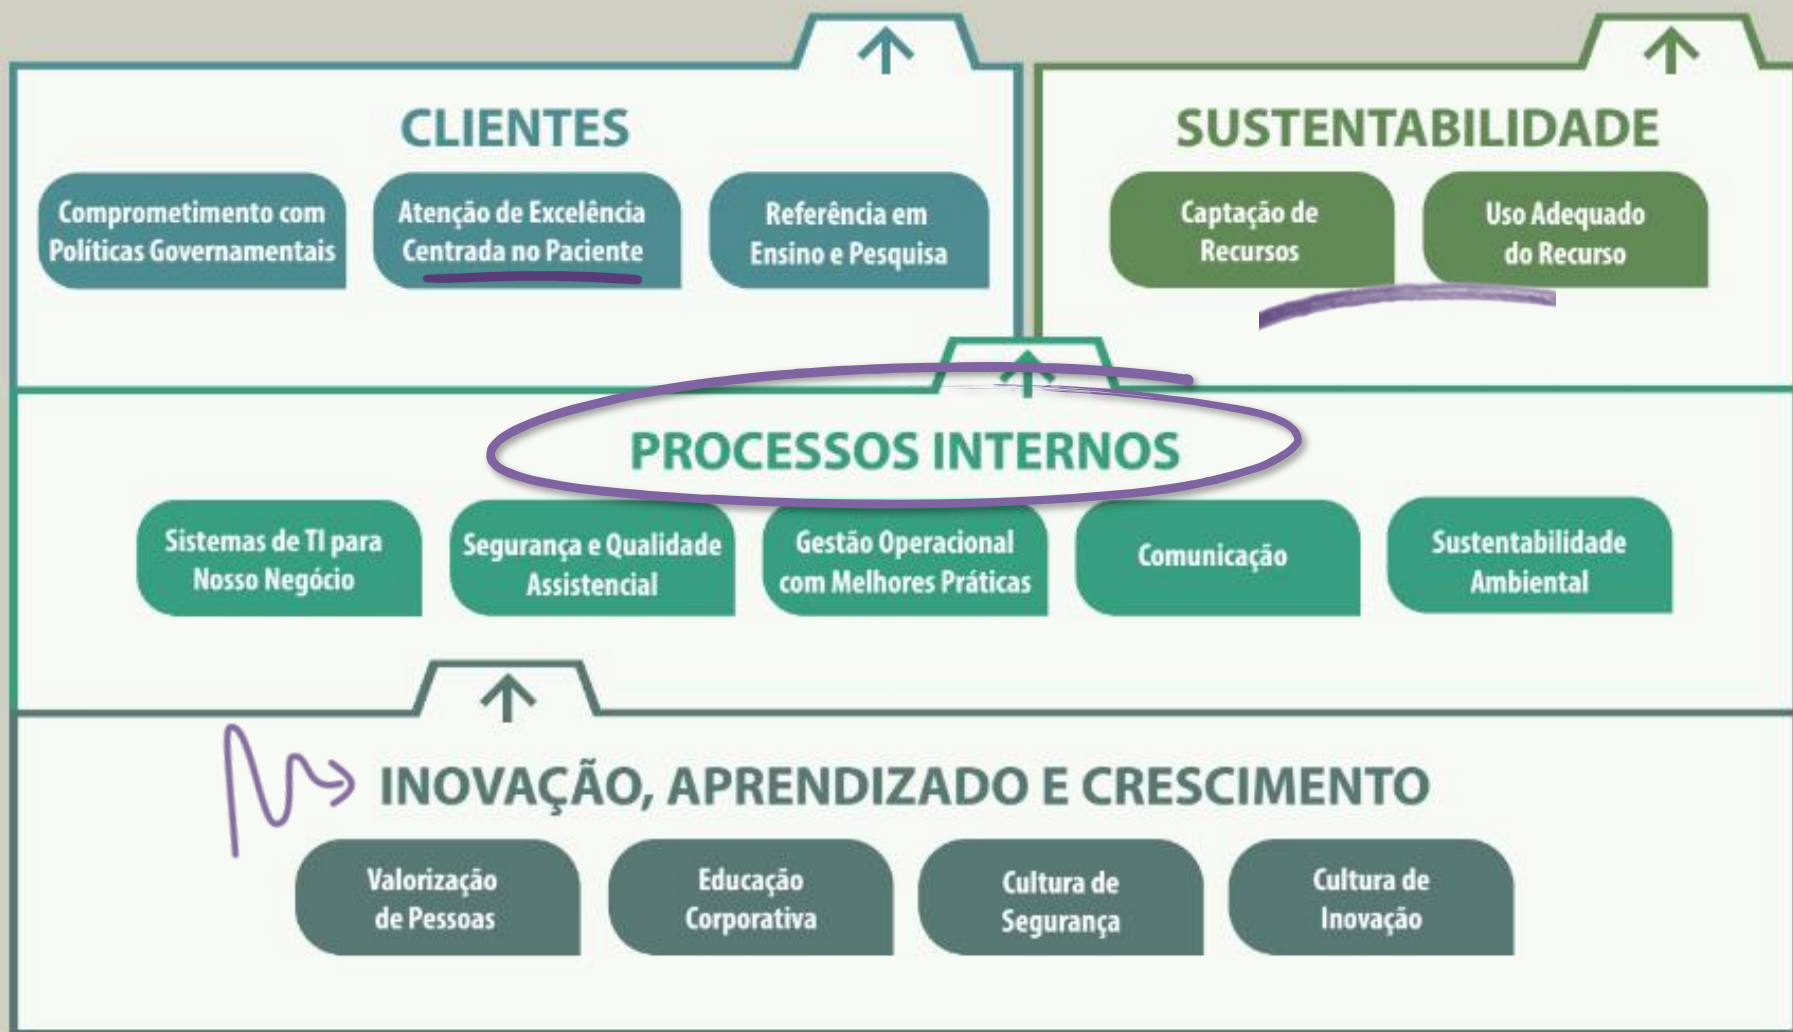 CLIENTES
Comprometimento com
Políticas Governamentais
Atenção de Excelência
Centrada no Paciente
Referência em
Ensino e Pesquisa
SUSTENTABILIDADE
Captação de
Recursos
Uso Adequado
do Recurso
PROCESSOS INTERNOS
Sistemas de TI para
Nosso Negócio
Segurança e Qualidade
Assistencial
Gestão Operacional
com Melhores Práticas
Comunicação
Sustentabilidade
Ambiental
INOVAÇÃO, APRENDIZADO E CRESCIMENTO
Valorização
de Pessoas
Educação
Corporativa
Cultura de
Segurança
Cultura de
Inovação